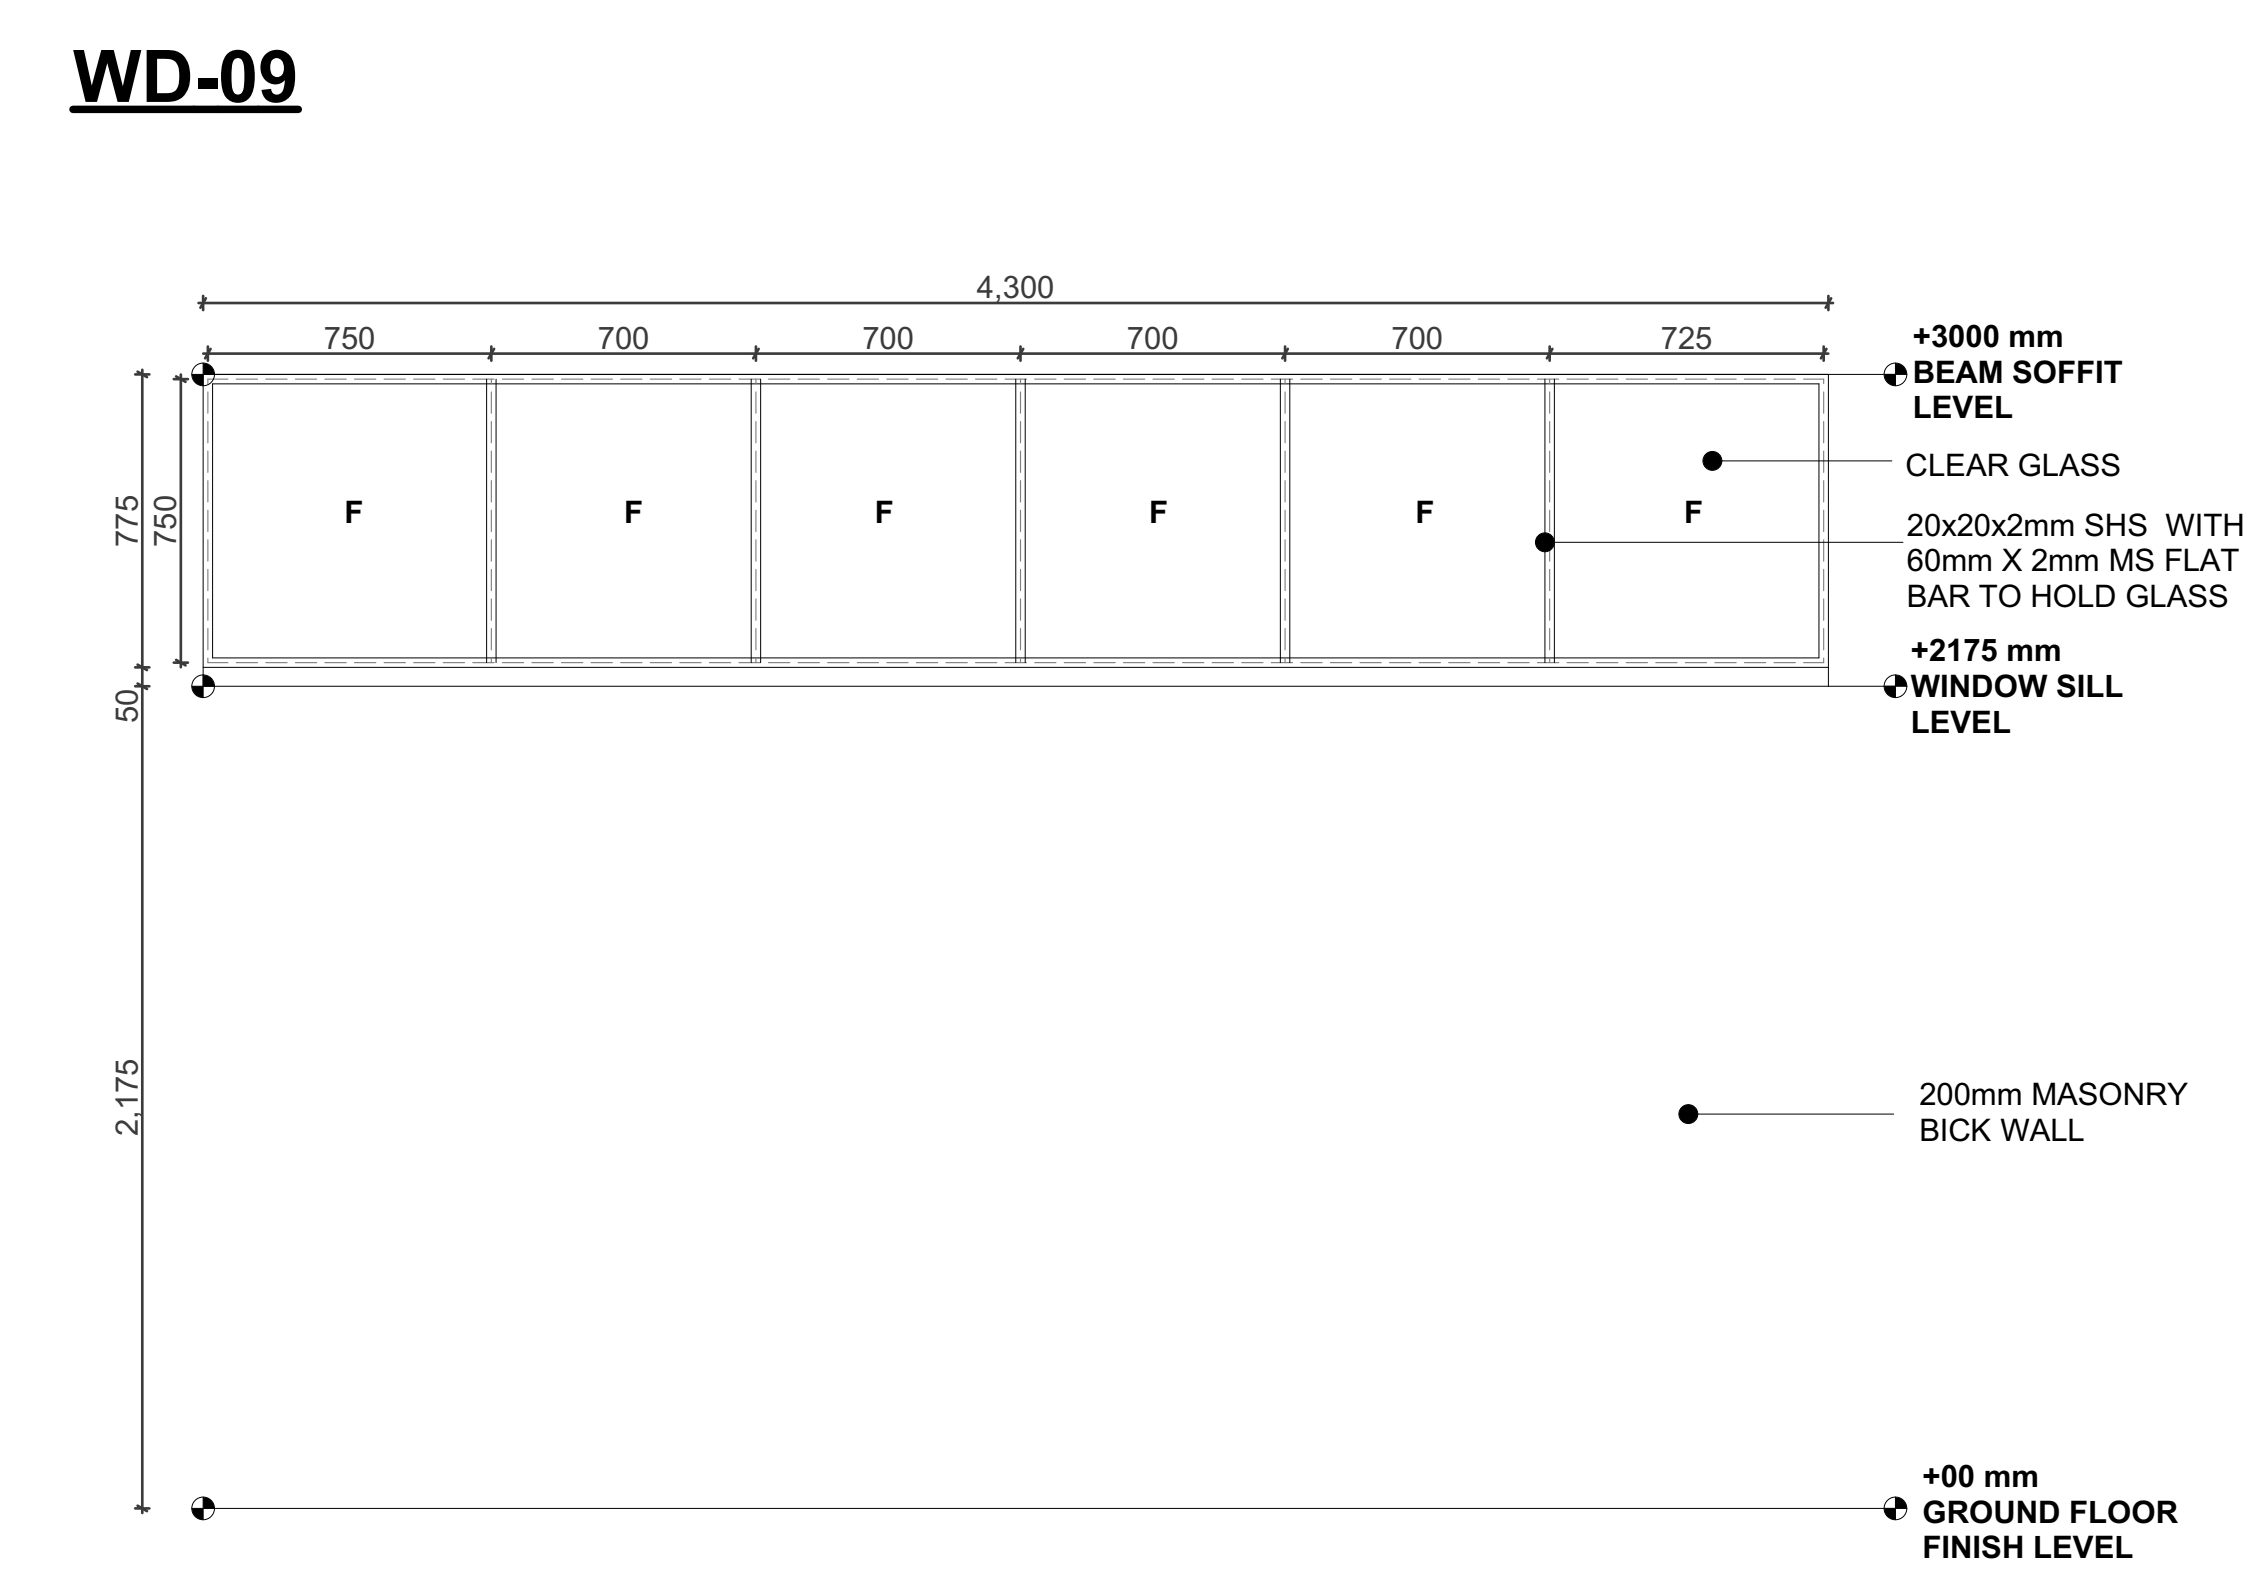 WD-09
4,300
750
700
700
700
700
725
+3000 mm
BEAM SOFFIT
LEVEL
CLEAR GLASS
775
750
F
F
F
F
F
F
20x20x2mm SHS WITH
60mm X 2mm MS FLAT
BAR TO HOLD GLASS
+2175 mm
WINDOW SILL
LEVEL
50
2,175
200mm MASONRY
BICK WALL
+00 mm
GROUND FLOOR
FINISH LEVEL